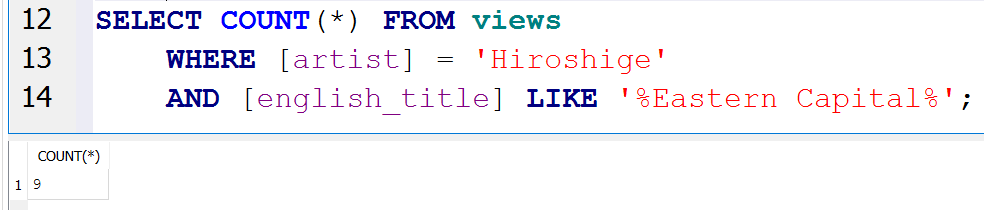 12 SELECT COUNT(*) FROM views
13 WHERE [artist] = 'Hiroshige'
14 AND [english_title] LIKE '%Eastern Capital%';
COUNT(*)
1 9